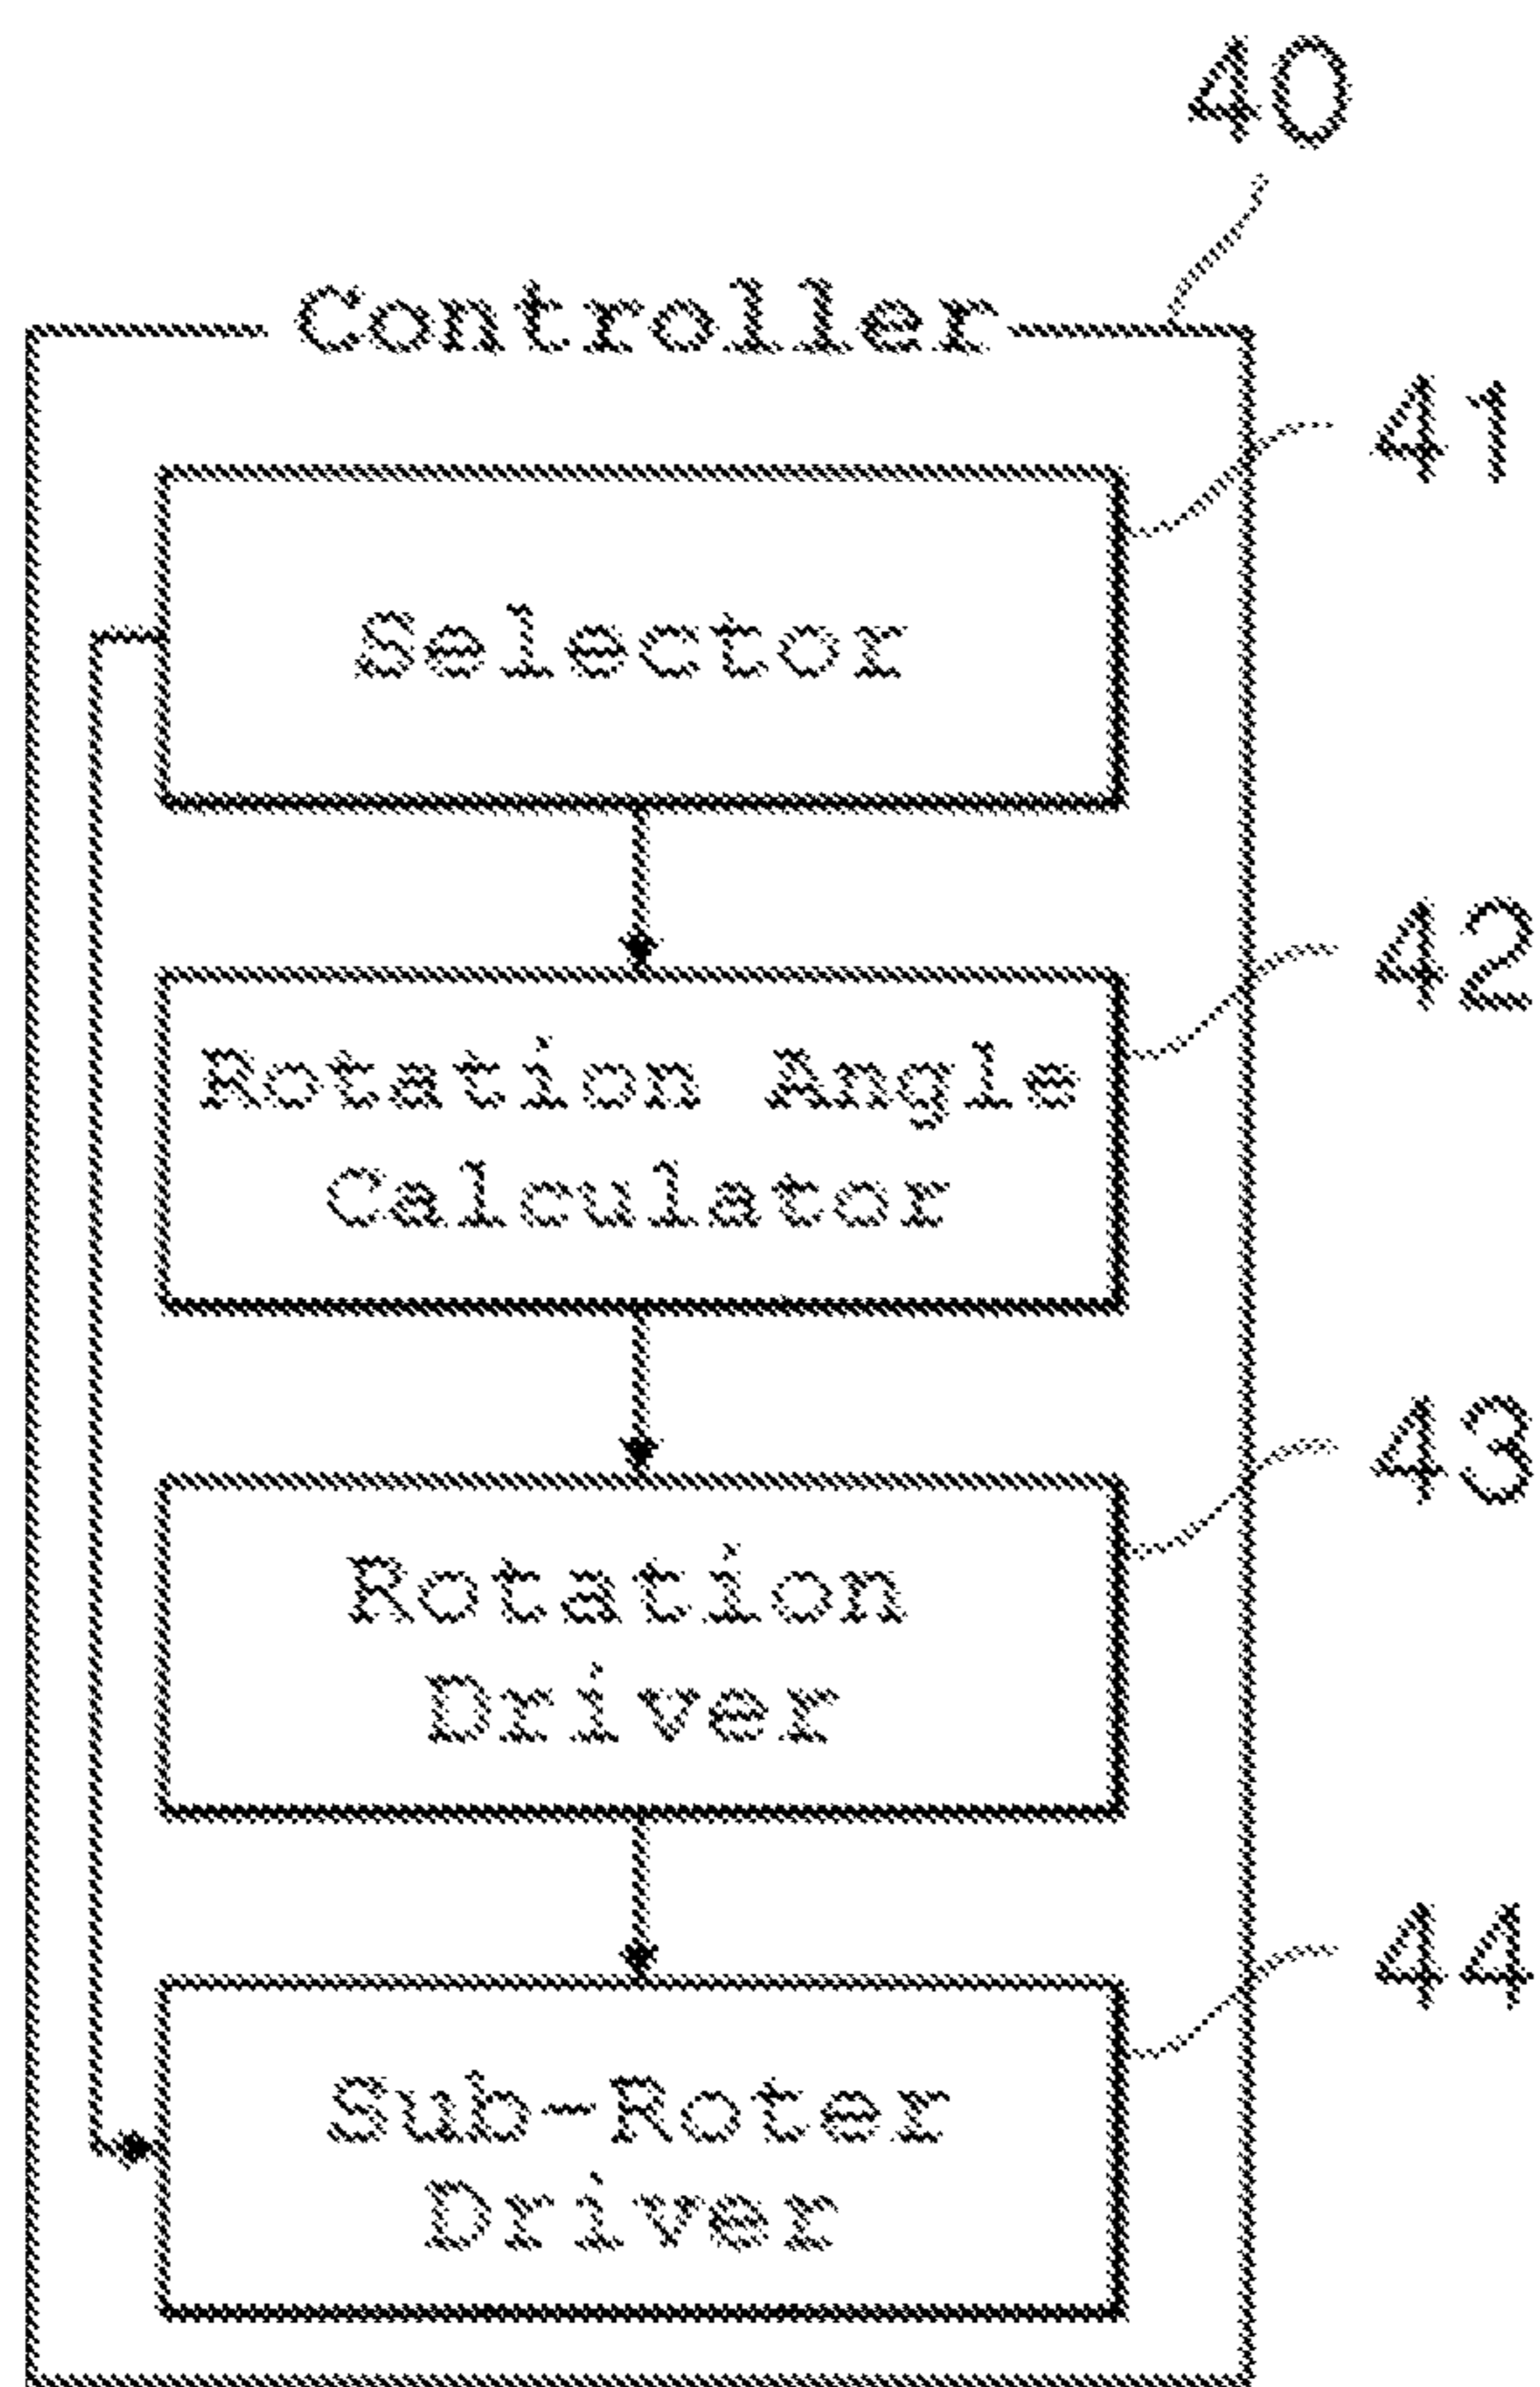 40
Controller
41
Selector
42
Rotation Angle
Calculator
43
Rotation
Driver
44
Sub-Roter
Driver